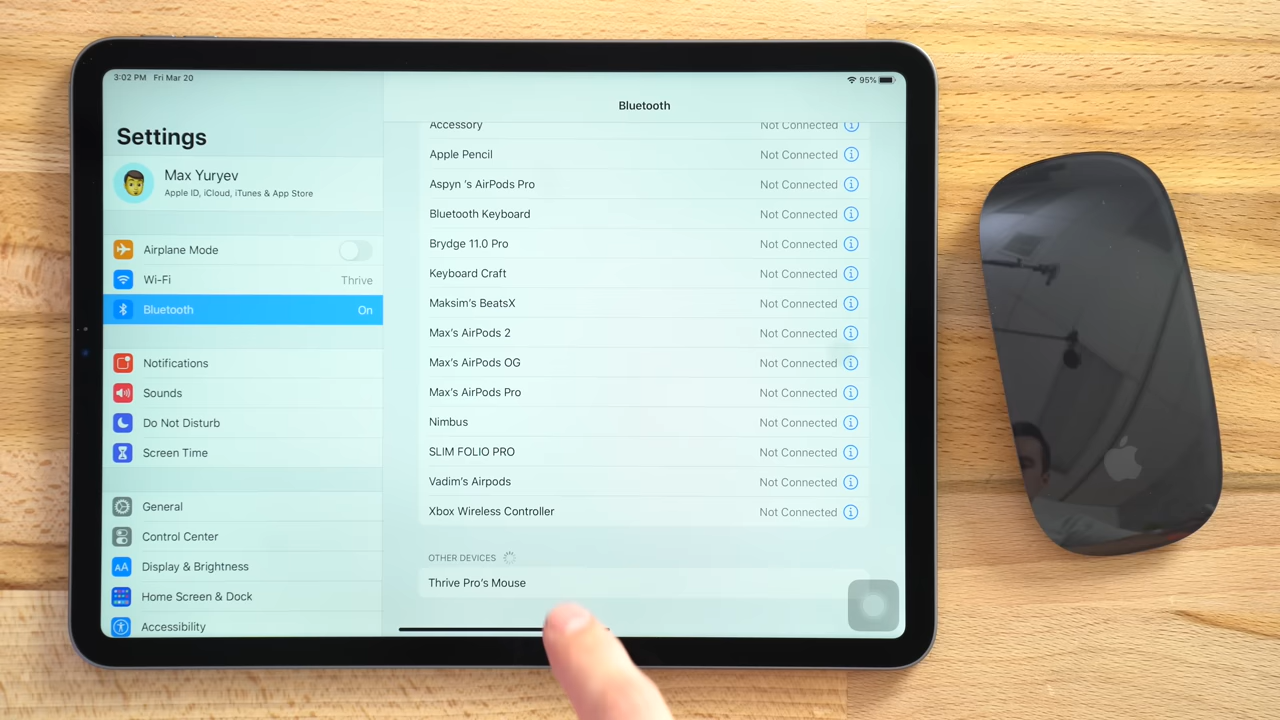 3:02 PM Fri Mar 20
95%
Settings
Max Yuryev
Apple ID, iCloud, iTunes & App Store
Airplane Mode
Wi-Fi Thrive
Bluetooth On
Notifications
Sounds
Do Not Disturb
Screen Time
General
Control Center
AA Display & Brightness
Home Screen & Dock
Accessibility
Bluetooth
Accessory Not Connected
Apple Pencil Not Connected
Aspyn 's AirPods Pro Not Connected
Bluetooth Keyboard Not Connected
Brydge 11.0 Pro Not Connected
Keyboard Craft Not Connected
Maksim's BeatsX Not Connected
Max's AirPods 2 Not Connected
Max's AirPods OG Not Connected
Max's AirPods Pro Not Connected
Nimbus Not Connected
SLIM FOLIO PRO Not Connected
Vadim's Airpods Not Connected
Xbox Wireless Controller Not Connected
OTHER DEVICES
Thrive Pro's Mouse